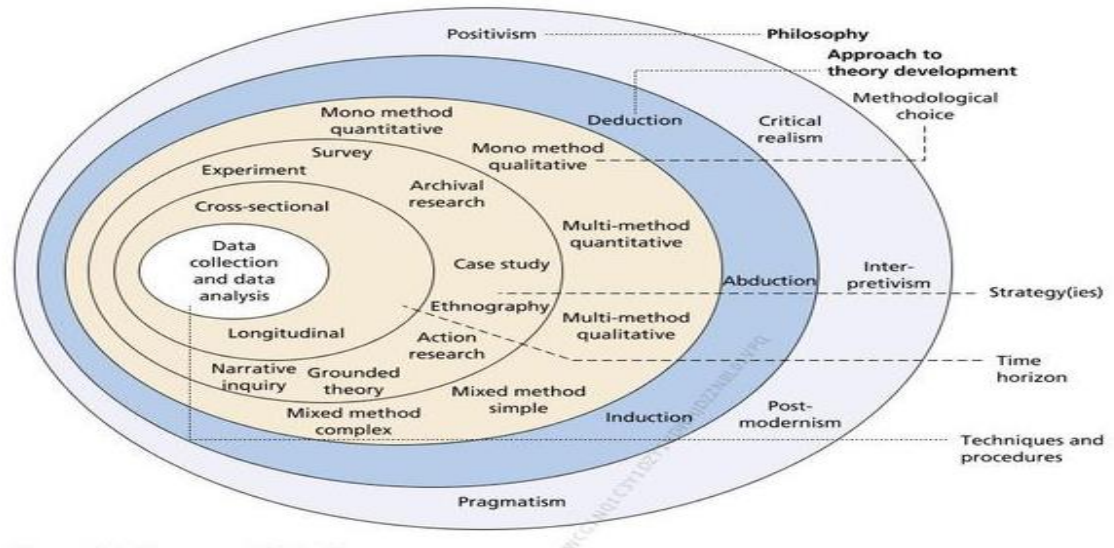 Positivism
Philosophy
Approach to
theory development
Methodological
choice
Mono method
quantitative
Deduction
Critical
realism
Survey
Mono method
qualitative
Experiment
Archival
research
Cross-sectional
Multi-method
quantitative
Data
collection
and data
analysis
Case study
Abduction
Inter-
pretivism
Strategy(ies)
Ethnography
Multi-method
qualitative
Longitudinal
Action
research
Time
horizon
Narrative
inquiry
Grounded
theory
Mixed method
simple
Mixed method
complex
Induction
Post-
modernism
Techniques and
procedures
Pragmatism